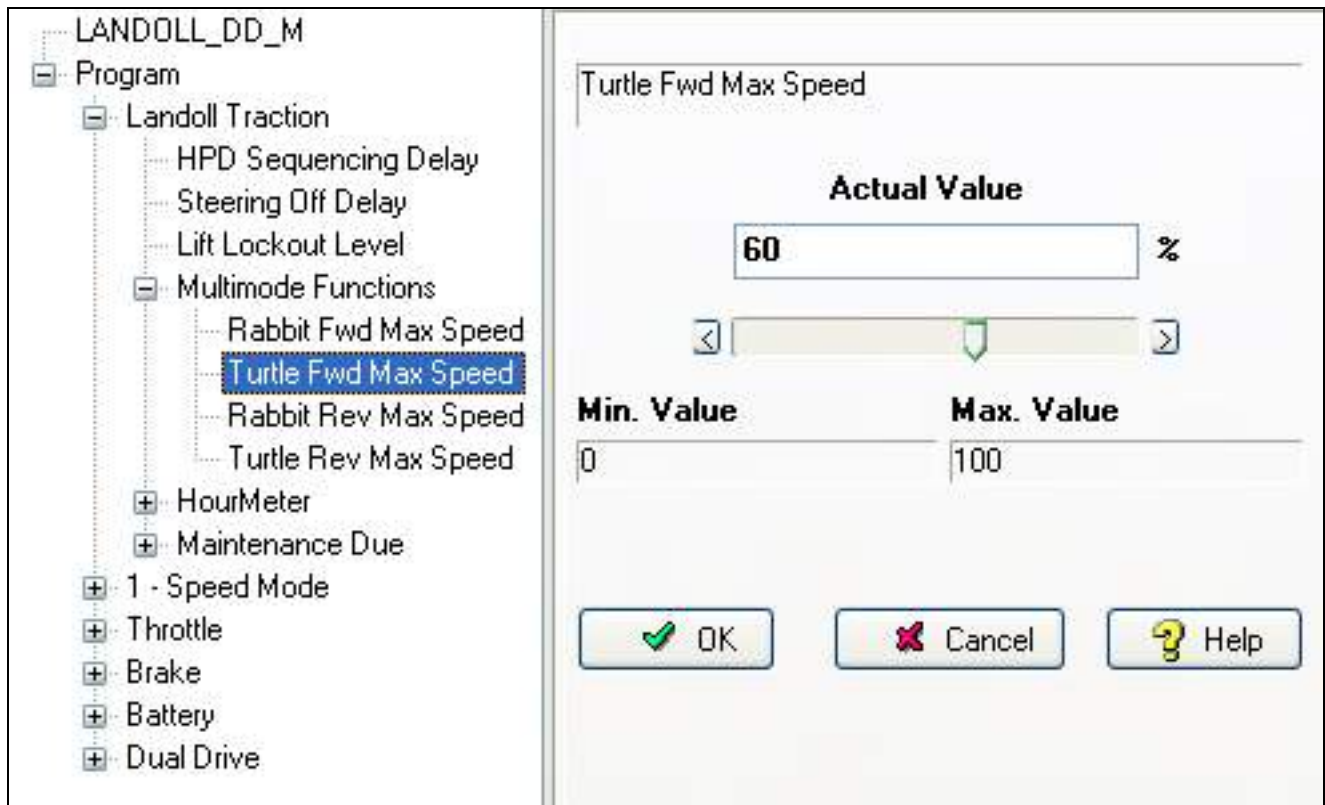 LANDOLL_DD_M
Program
Landoll Traction
HPD Sequencing Delay
Steering Off Delay
Lift Lockout Level
Multimode Functions
Rabbit Fwd Max Speed
Turtle Fwd Max Speed
Rabbit Rev Max Speed
Turtle Rev Max Speed
HourMeter
Maintenance Due
1 - Speed Mode
Throttle
Brake
Battery
Dual Drive
Turtle Fwd Max Speed
Actual Value
60 %
Min. Value Max. Value
0 100
OK Cancel Help